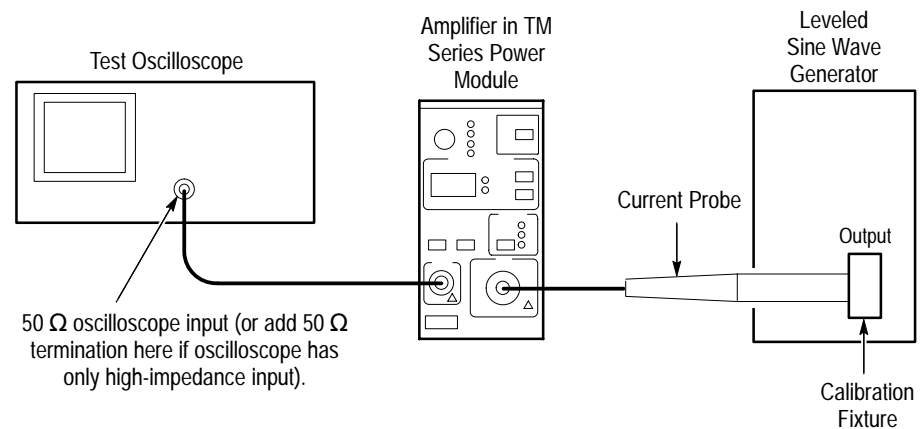 Test Oscilloscope
Amplifier in TM
Series Power
Module
Leveled
Sine Wave
Generator
Current Probe
Output
50 Ω oscilloscope input (or add 50 Ω
termination here if oscilloscope has
only high-impedance input).
Calibration
Fixture